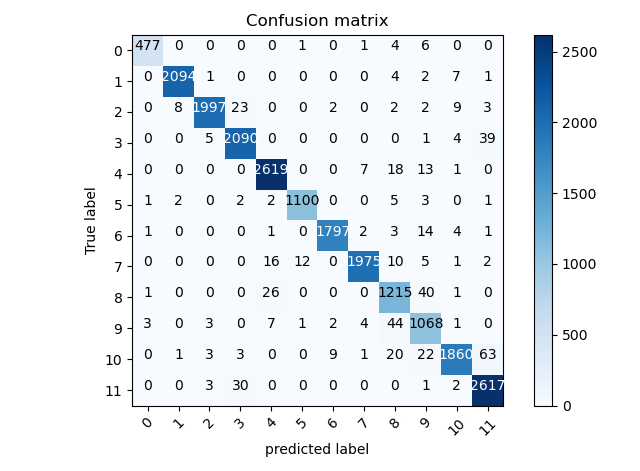 Confusion matrix
0 477 0 0 0 0 1 0 1 4 6 0 0
1 0 2094 1 0 0 0 0 0 4 2 7 1
2 0 8 1997 23 0 0 2 0 2 2 9 3
3 0 0 5 2090 0 0 0 0 0 1 4 39
4 0 0 0 0 2619 0 0 7 18 13 1 0
5 1 2 0 2 2 1100 0 0 5 3 0 1
6 1 0 0 0 1 0 1797 2 3 14 4 1
7 0 0 0 0 16 12 0 1975 10 5 1 2
8 1 0 0 0 26 0 0 0 1215 40 1 0
9 3 0 3 0 7 1 2 4 44 1068 1 0
10 0 1 3 3 0 0 9 1 20 22 1860 63
11 0 0 3 30 0 0 0 0 0 1 2 2617
0 1 2 3 4 5 6 7 8 9 10 11
True label
predicted label
2500
2000
1500
1000
500
0